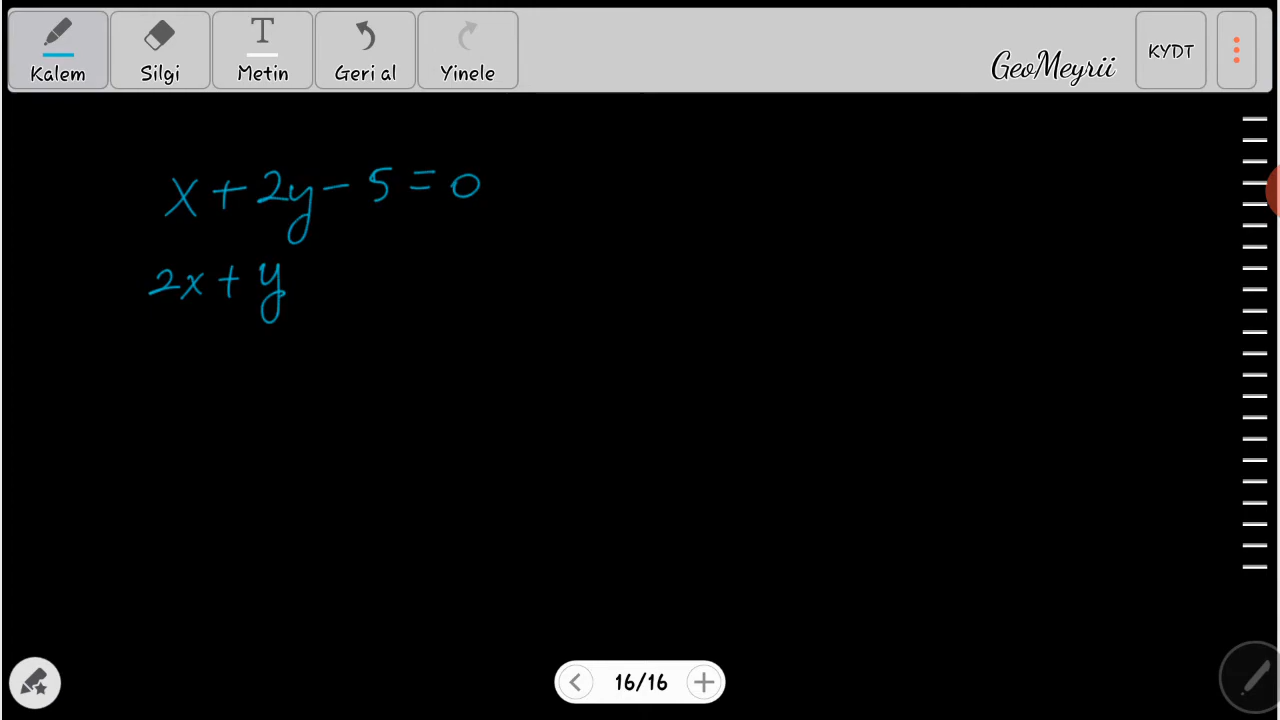 Kalem Silgi Metin Geri al Yinele GeoMeyrii KYDT
x + 2y - 5 = 0
2x + y
16/16